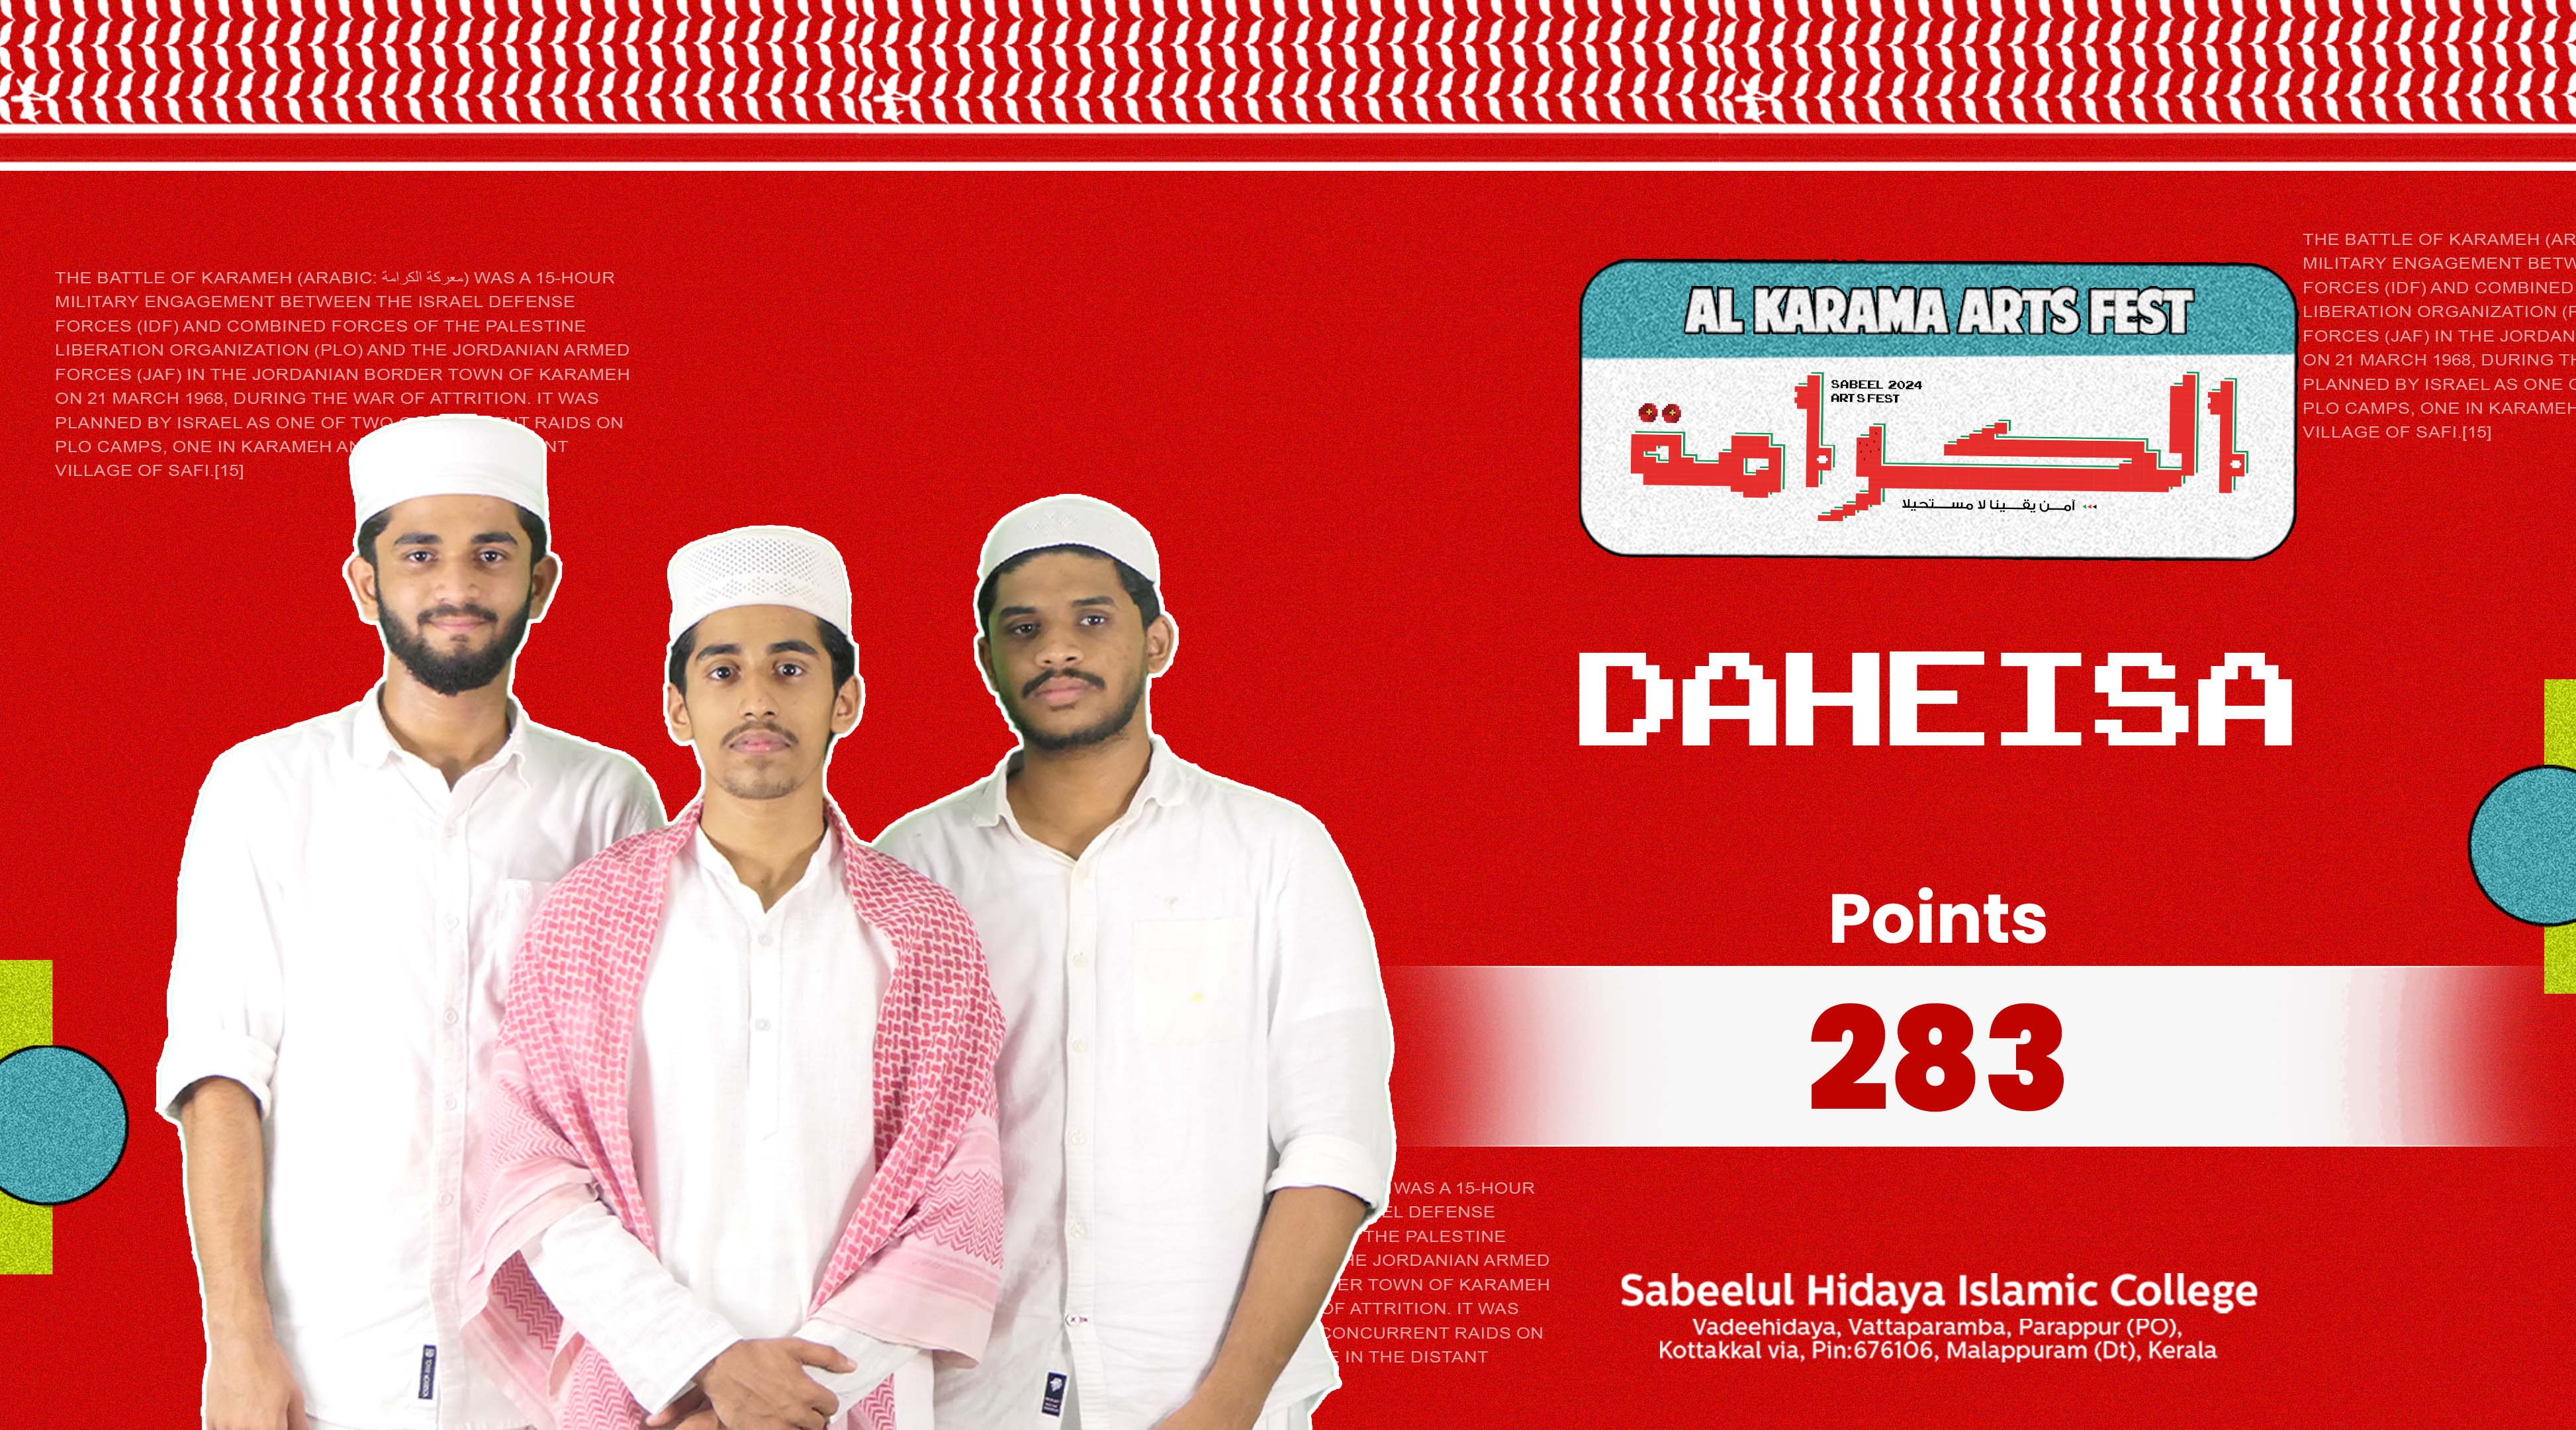 THE BATTLE OF KARAMEH (ARABIC: معركة الكرامة) WAS A 15-HOUR
MILITARY ENGAGEMENT BETWEEN THE ISRAEL DEFENSE
FORCES (IDF) AND COMBINED FORCES OF THE PALESTINE
LIBERATION ORGANIZATION (PLO) AND THE JORDANIAN ARMED
FORCES (JAF) IN THE JORDANIAN BORDER TOWN OF KARAMEH
ON 21 MARCH 1968, DURING THE WAR OF ATTRITION. IT WAS
PLANNED BY ISRAEL AS ONE OF TWO RAIDS ON
PLO CAMPS, ONE IN KARAMEH
VILLAGE OF SAFI.[15]
AL KARAMA ARTS FEST
SABEEL 2024
ARTS FEST
الكرامة
آمن يقينا لا مستحيلا
THE BATTLE OF KARAMEH
MILITARY ENGAGEMENT
FORCES (IDF) AND COMBINED
LIBERATION ORGANIZATION
FORCES (JAF) IN THE
ON 21 MARCH 1968, DURING
PLANNED BY ISRAEL AS ONE
PLO CAMPS, ONE IN KARAMEH
VILLAGE OF SAFI.[15]
DAHEISA
Points
283
WAS A 15-HOUR
DEFENSE
THE PALESTINE
JORDANIAN ARMED
TOWN OF KARAMEH
OF ATTRITION. IT WAS
CONCURRENT RAIDS ON
IN THE DISTANT
Sabeelul Hidaya Islamic College
Vadeehidaya, Vattaparamba, Parappur (PO),
Kottakkal via, Pin:676106, Malappuram (Dt), Kerala